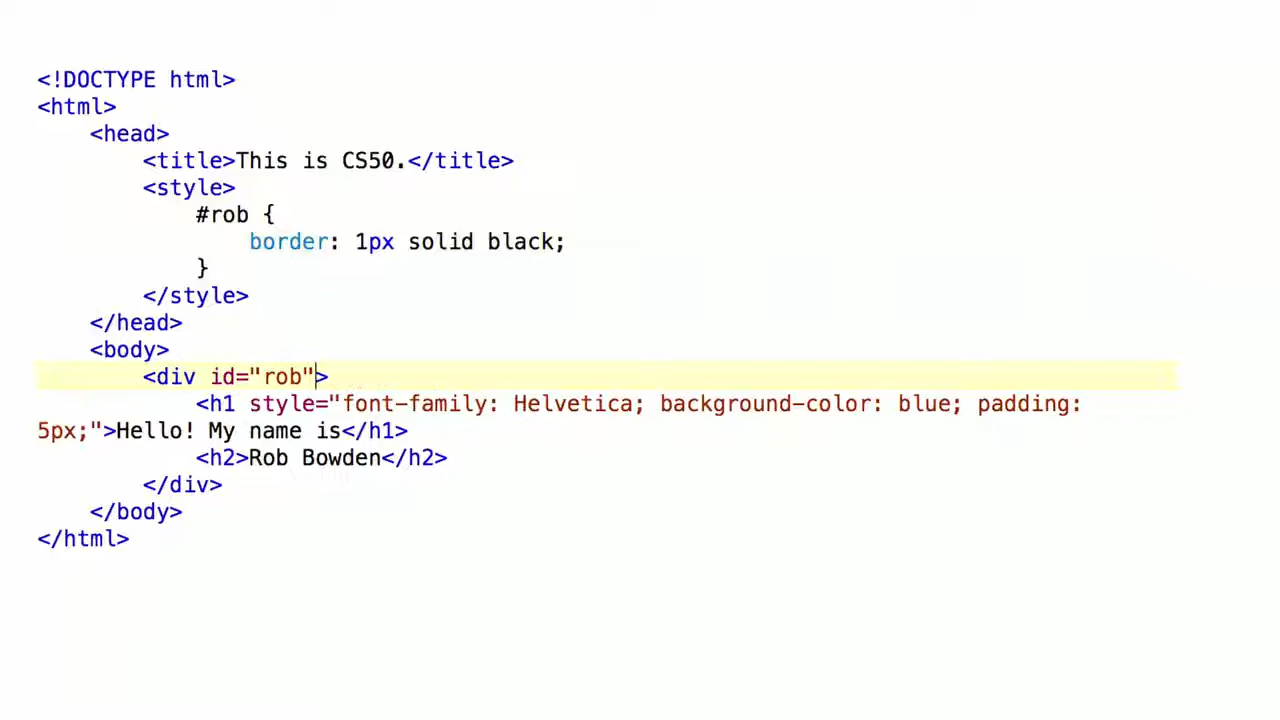 <!DOCTYPE html>
<html>
    <head>
        <title>This is CS50.</title>
        <style>
            #rob {
                border: 1px solid black;
            }
        </style>
    </head>
    <body>
        <div id="rob">
            <h1 style="font-family: Helvetica; background-color: blue; padding:
5px;">Hello! My name is</h1>
            <h2>Rob Bowden</h2>
        </div>
    </body>
</html>